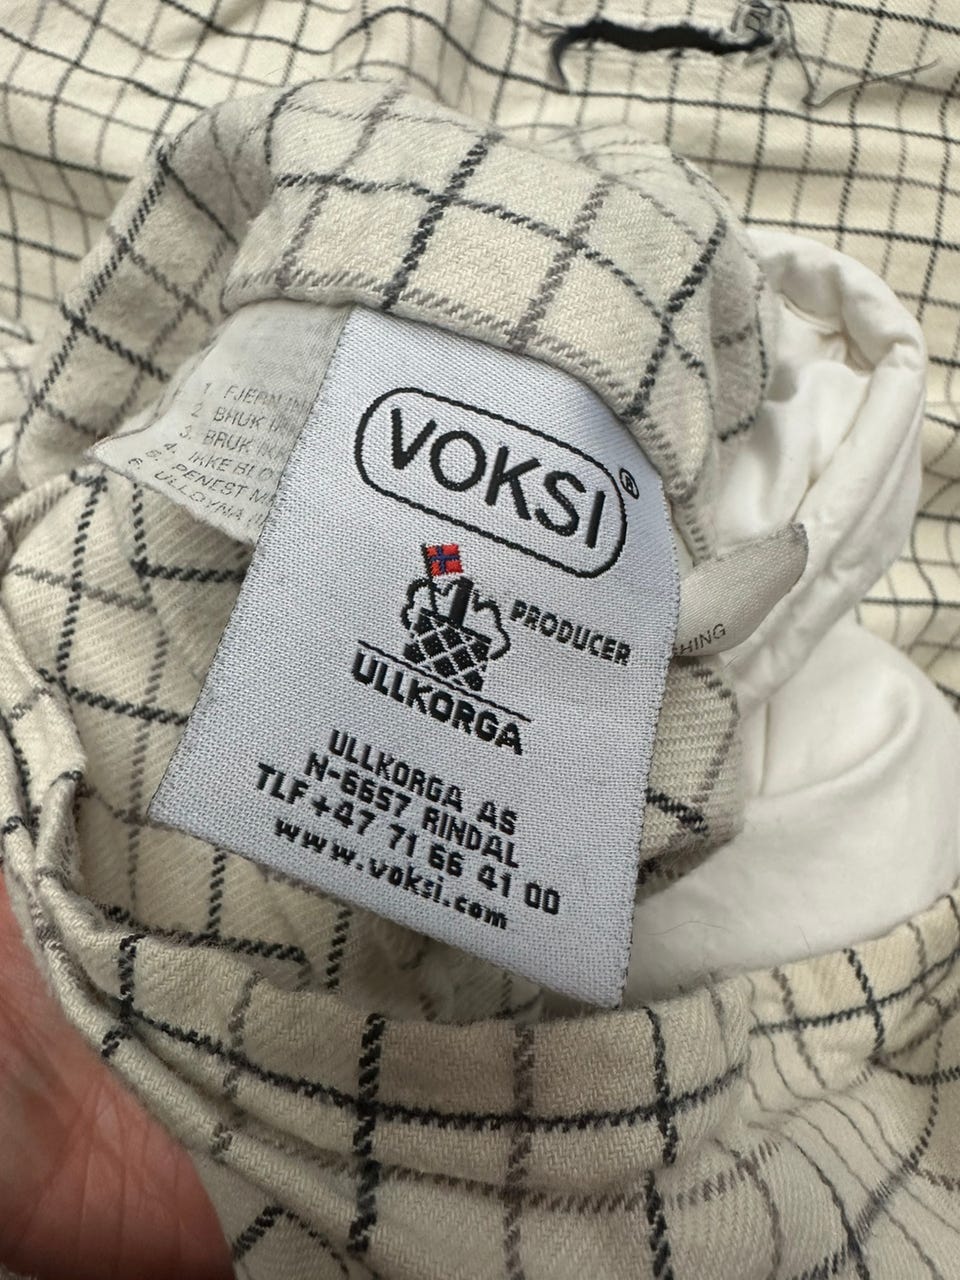 VOKSI®
PRODUCER
ULLKORGA
ULLKORGA AS
N-6657 RINDAL
TLF +47 71 66 41 00
www.voksi.com
1. FJERN
2. BRUK
3. BRUK
4. IKKE
5. PENEST
6.
HING